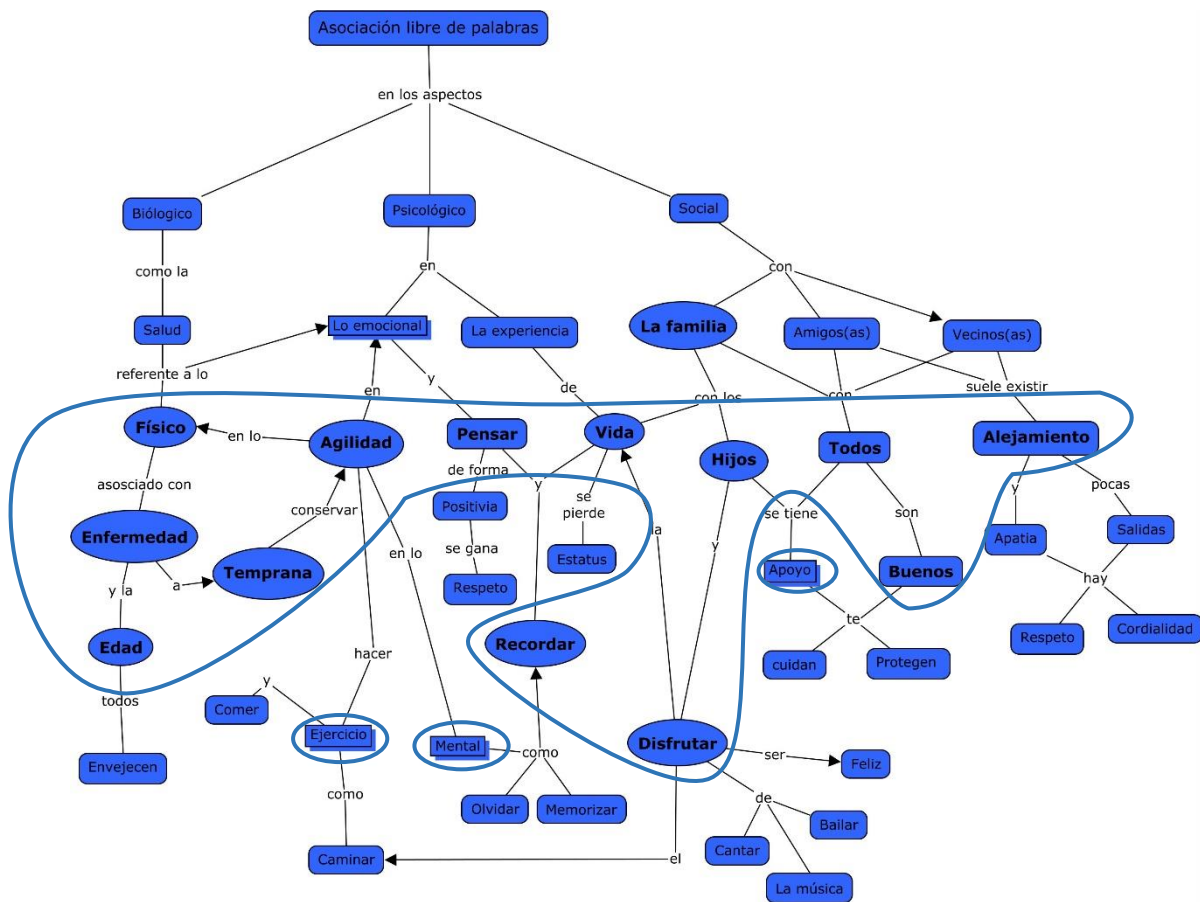 Asociación libre de palabras
en los aspectos
Biólogico
Psicológico
Social
como la
en
con
Salud
Lo emocional
La experiencia
La familia
Amigos(as)
Vecinos(as)
referente a lo
en
y
de
con los
con
suele existir
Físico
en lo
Agilidad
Pensar
Vida
Hijos
Todos
Alejamiento
asosciado con
conservar
de forma
y
se
pierde
se tiene
son
y
pocas
Enfermedad
Positivia
en lo
la
y
Estatus
Apatia
Salidas
y la
a
Temprana
se gana
Respeto
Apoyo
Buenos
hay
Edad
hacer
Recordar
te
cuidan
Protegen
Respeto
Cordialidad
todos
y
Comer
Ejercicio
Mental
como
Disfrutar
ser
Feliz
Envejecen
como
Olvidar
Memorizar
de
Bailar
Cantar
Caminar
el
La música